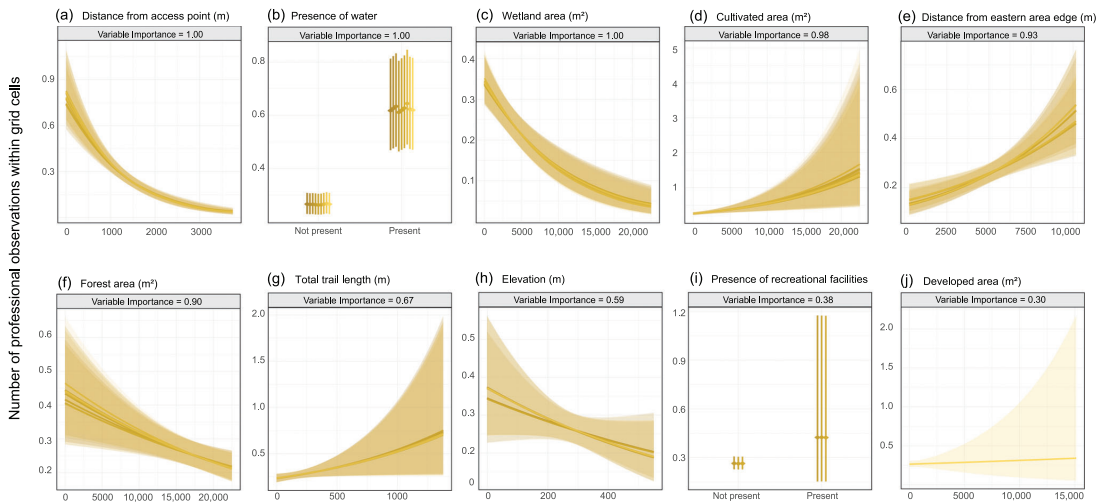 Number of professional observations within grid cells
(a) Distance from access point (m)
Variable Importance = 1.00
0.9
0.6
0.3
0 1000 2000 3000
(b) Presence of water
Variable Importance = 1.00
0.8
0.6
0.4
Not present Present
(c) Wetland area (m²)
Variable Importance = 1.00
0.4
0.3
0.2
0.1
0 5000 10,000 15,000 20,000
(d) Cultivated area (m²)
Variable Importance = 0.98
5
4
3
2
1
0 5000 10,000 15,000 20,000
(e) Distance from eastern area edge (m)
Variable Importance = 0.93
0.6
0.4
0.2
0 2500 5000 7500 10,000
(f) Forest area (m²)
Variable Importance = 0.90
0.6
0.5
0.4
0.3
0.2
0 5000 10,000 15,000 20,000
(g) Total trail length (m)
Variable Importance = 0.67
2.0
1.5
1.0
0.5
0 500 1000
(h) Elevation (m)
Variable Importance = 0.59
0.5
0.4
0.3
0.2
0
0 200 400
(i) Presence of recreational facilities
Variable Importance = 0.38
1.2
0.9
0.6
0.3
Not present Present
(j) Developed area (m²)
Variable Importance = 0.30
2.0
1.5
1.0
0.5
0 5000 10,000 15,000